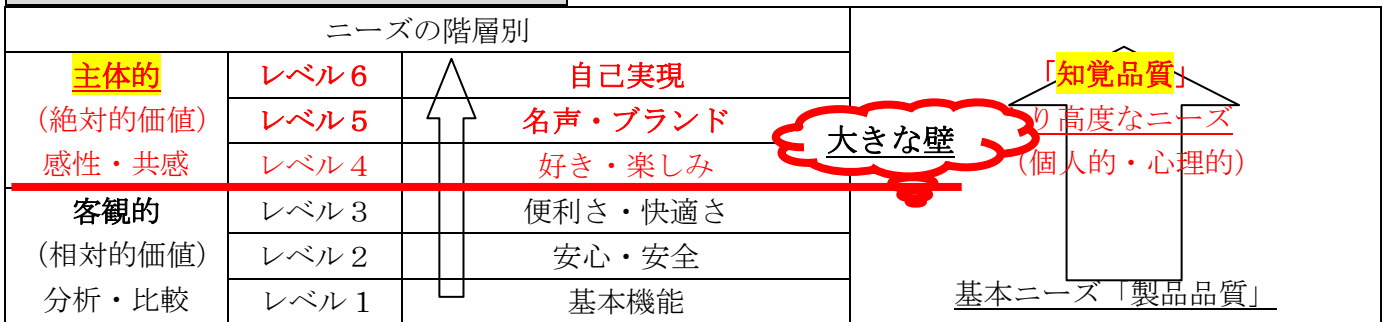 ニーズの階層別
主体的 レベル6 自己実現 「知覚品質」
(絶対的価値) レベル5 名声・ブランド り高度なニーズ
大きな壁
感性・共感 レベル4 好き・楽しみ (個人的・心理的)
客観的 レベル3 便利さ・快適さ
(相対的価値) レベル2 安心・安全
分析・比較 レベル1 基本機能 基本ニーズ「製品品質」